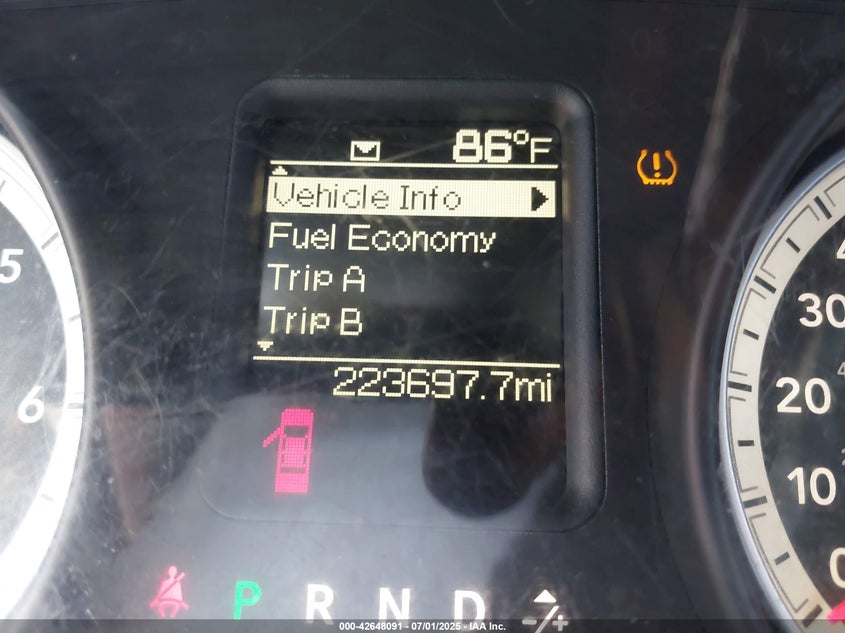 86°F
Vehicle Info
Fuel Economy
Trip A
Trip B
223697.7mi
5
6
30
20
10
0
P R N D -/+
000-42648091 - 07/01/2025 - IAA Inc.